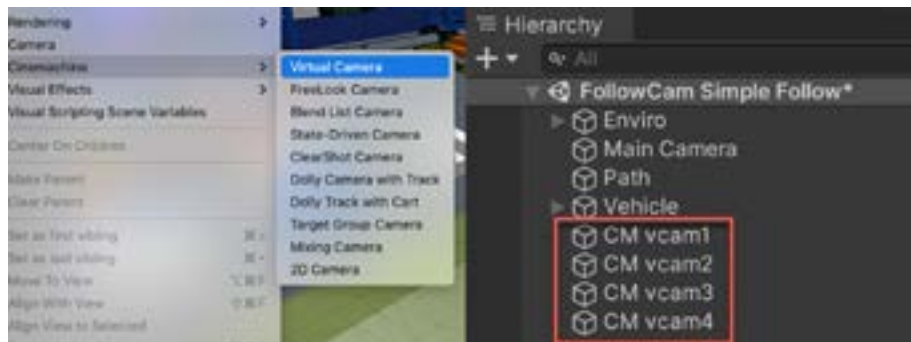 Rendering
Camera
Cinemachine
Visual Effects
Visual Scripting Scene Variables
Center On Children
Make Parent
Clear Parent
Set as first sibling
Set as last sibling
Move To View
Align With View
Align View to Selected
Virtual Camera
FreeLook Camera
Blend List Camera
State-Driven Camera
ClearShot Camera
Dolly Camera with Track
Dolly Track with Cart
Target Group Camera
Mixing Camera
2D Camera
Hierarchy
All
FollowCam Simple Follow*
Enviro
Main Camera
Path
Vehicle
CM vcam1
CM vcam2
CM vcam3
CM vcam4